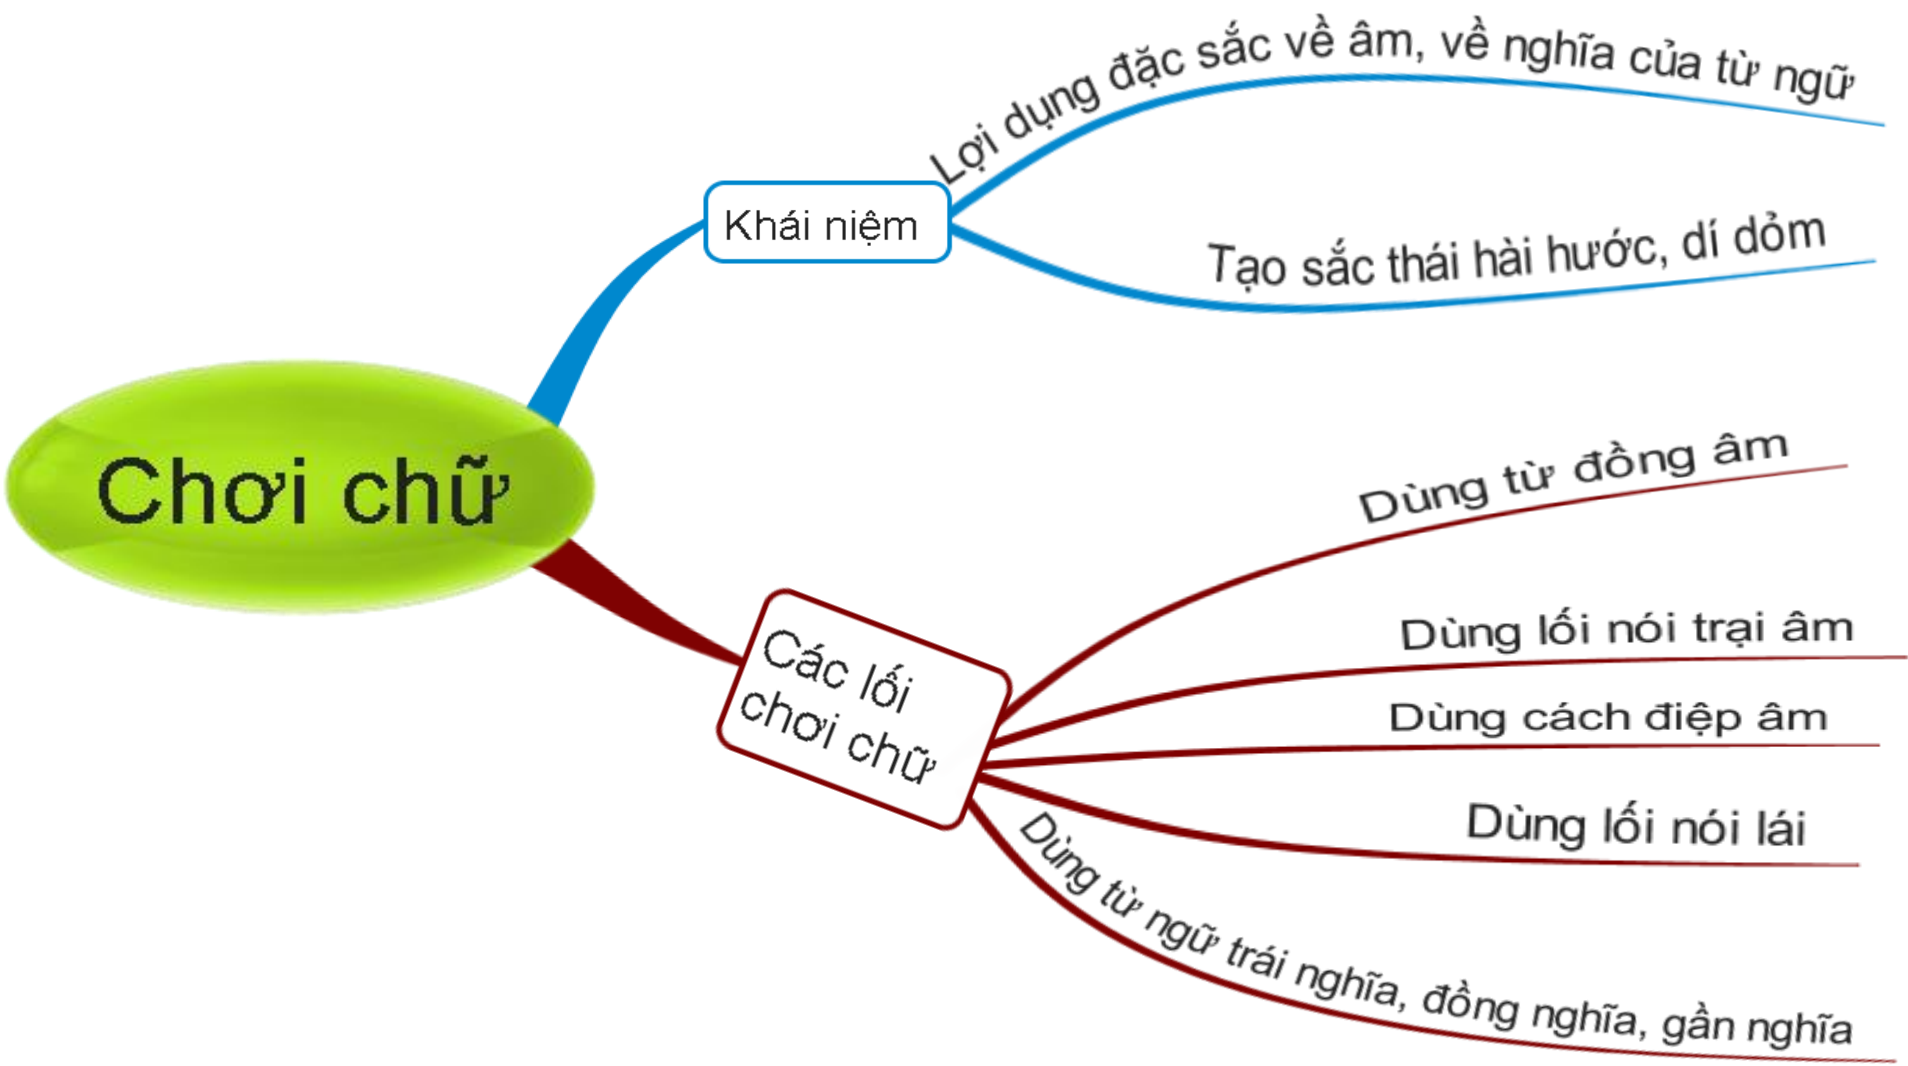 Chơi chữ
Khái niệm
Lợi dụng đặc sắc về âm, về nghĩa của từ ngữ
Tạo sắc thái hài hước, dí dỏm
Các lối
chơi chữ
Dùng từ đồng âm
Dùng lối nói trại âm
Dùng cách điệp âm
Dùng lối nói lái
Dùng từ ngữ trái nghĩa, đồng nghĩa, gần nghĩa